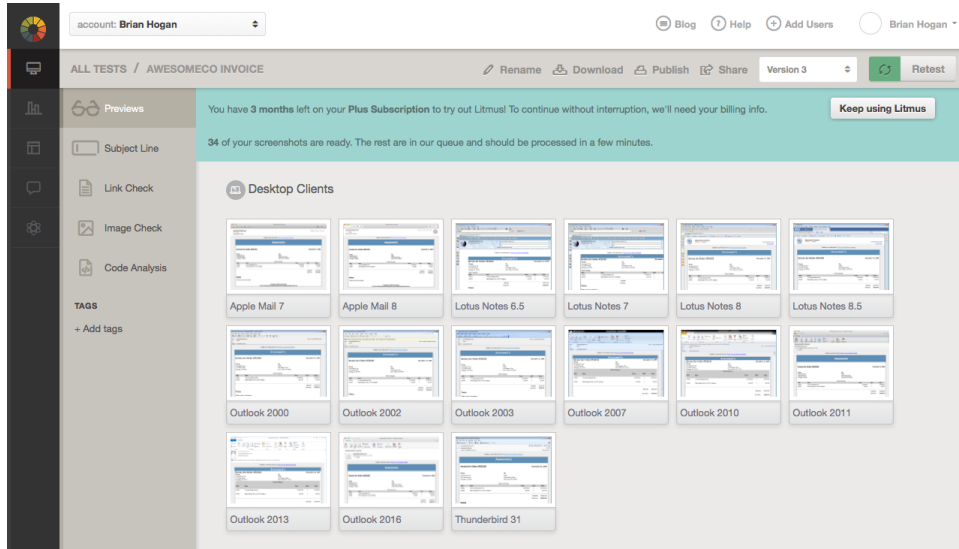 account: Brian Hogan
Blog
Help
Add Users
Brian Hogan
ALL TESTS / AWESOMECO INVOICE
Rename
Download
Publish
Share
Version 3
Retest
Previews
Subject Line
Link Check
Image Check
Code Analysis
TAGS
+ Add tags
You have 3 months left on your Plus Subscription to try out Litmus! To continue without interruption, we'll need your billing info.
Keep using Litmus
34 of your screenshots are ready. The rest are in our queue and should be processed in a few minutes.
Desktop Clients
Apple Mail 7
Apple Mail 8
Lotus Notes 6.5
Lotus Notes 7
Lotus Notes 8
Lotus Notes 8.5
Outlook 2000
Outlook 2002
Outlook 2003
Outlook 2007
Outlook 2010
Outlook 2011
Outlook 2013
Outlook 2016
Thunderbird 31